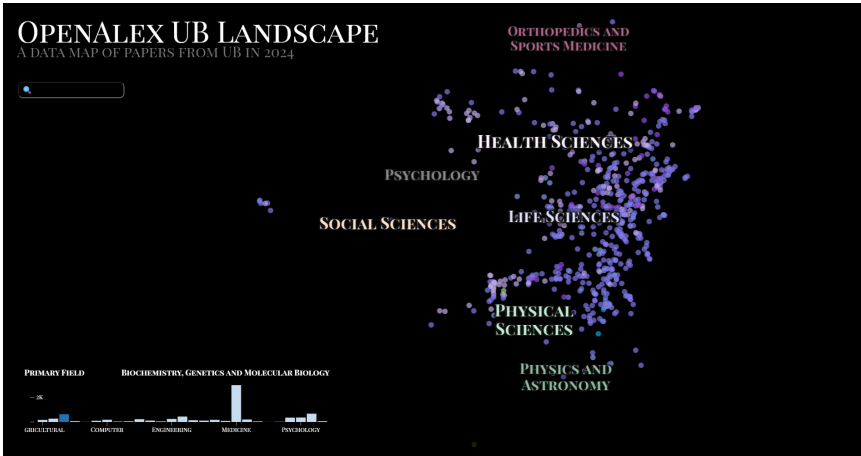 OpenAlex UB Landscape
A data map of papers from UB in 2024
Orthopedics and
Sports Medicine
Health Sciences
Psychology
Life Sciences
Social Sciences
Physical
Sciences
Physics and
Astronomy
Primary Field
Biochemistry, Genetics and Molecular Biology
2K
gricultural
Computer
Engineering
Medicine
Psychology